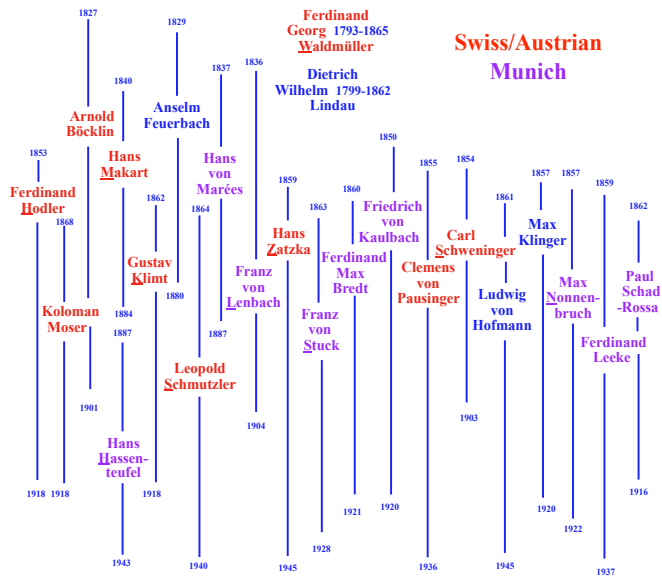 1827
1829
Ferdinand
Georg 1793-1865
Waldmüller
Swiss/Austrian
Munich
Dietrich
Wilhelm 1799-1862
Lindau
1840
Arnold
Böcklin
Anselm
Feuerbach
1837
1836
1853
Ferdinand
Hodler
1868
Hans
Makart
1862
Gustav
Klimt
1864
Hans
von
Marées
1859
Hans
Zatzka
1863
1860
Ferdinand
Max
Bredt
1850
Friedrich
von
Kaulbach
1855
Clemens
von
Pausinger
1854
Carl
Schweninger
1861
Ludwig
von
Hofmann
1857
Max
Klinger
1857
Max
Nonnen-
bruch
1859
Ferdinand
Leeke
1862
Paul
Schad
-Rossa
Koloman
Moser
1884
1887
1880
Franz
von
Lenbach
Franz
von
Stuck
1887
Leopold
Schmutzler
1901
Hans
Hassen-
teufel
1904
1903
1918
1918
1943
1918
1940
1945
1928
1921
1920
1936
1945
1920
1922
1937
1916